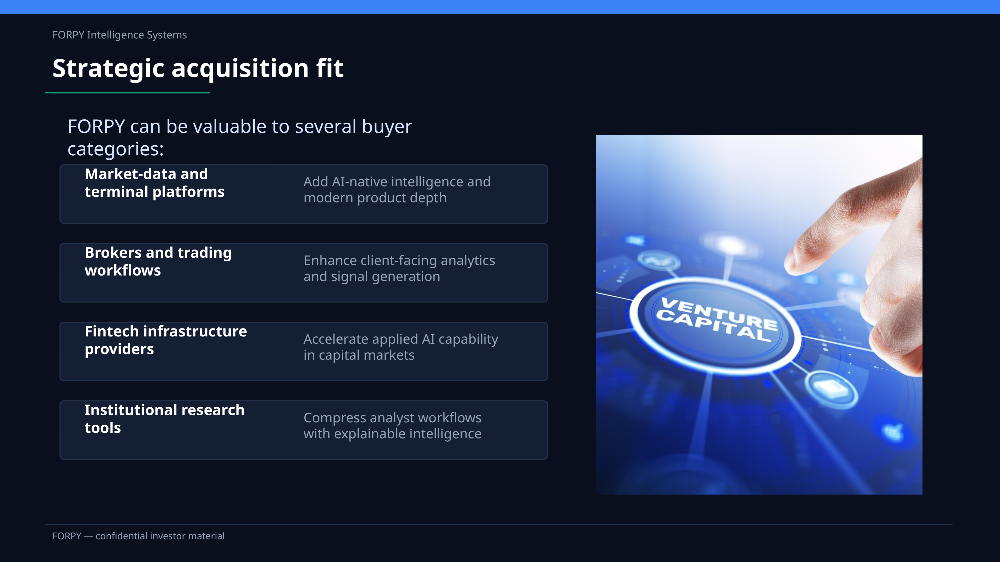 FORPY Intelligence Systems
Strategic acquisition fit
FORPY can be valuable to several buyer
categories:
Market-data and
terminal platforms
Add AI-native intelligence and
modern product depth
Brokers and trading
workflows
Enhance client-facing analytics
and signal generation
Fintech infrastructure
providers
Accelerate applied AI capability
in capital markets
Institutional research
tools
Compress analyst workflows
with explainable intelligence
VENTURE
CAPITAL
FORPY — confidential investor material